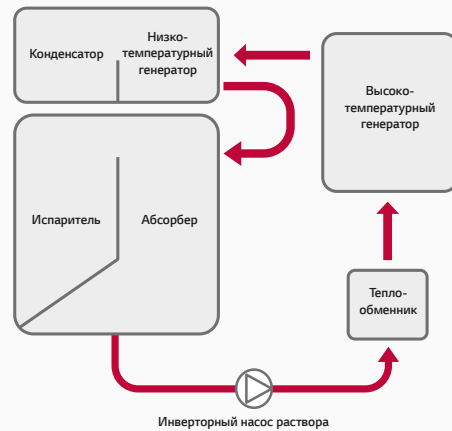 Конденсатор
Низко-
температурный
генератор
Высоко-
температурный
генератор
Испаритель
Абсорбер
Тепло-
обменник
Инверторный насос раствора